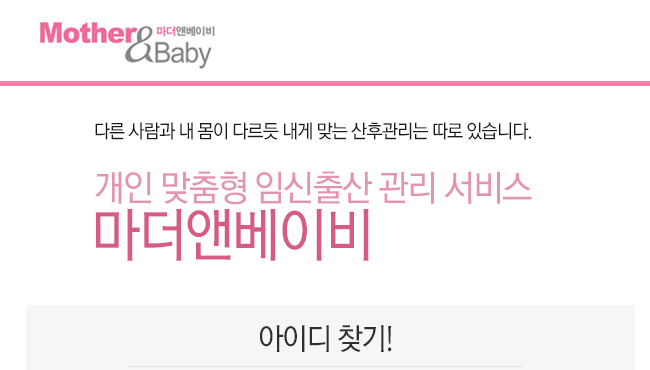 Mother 마더앤베이비
&Baby
다른 사람과 내 몸이 다르듯 내게 맞는 산후관리는 따로 있습니다.
개인 맞춤형 임신출산 관리 서비스
마더앤베이비
아이디 찾기!